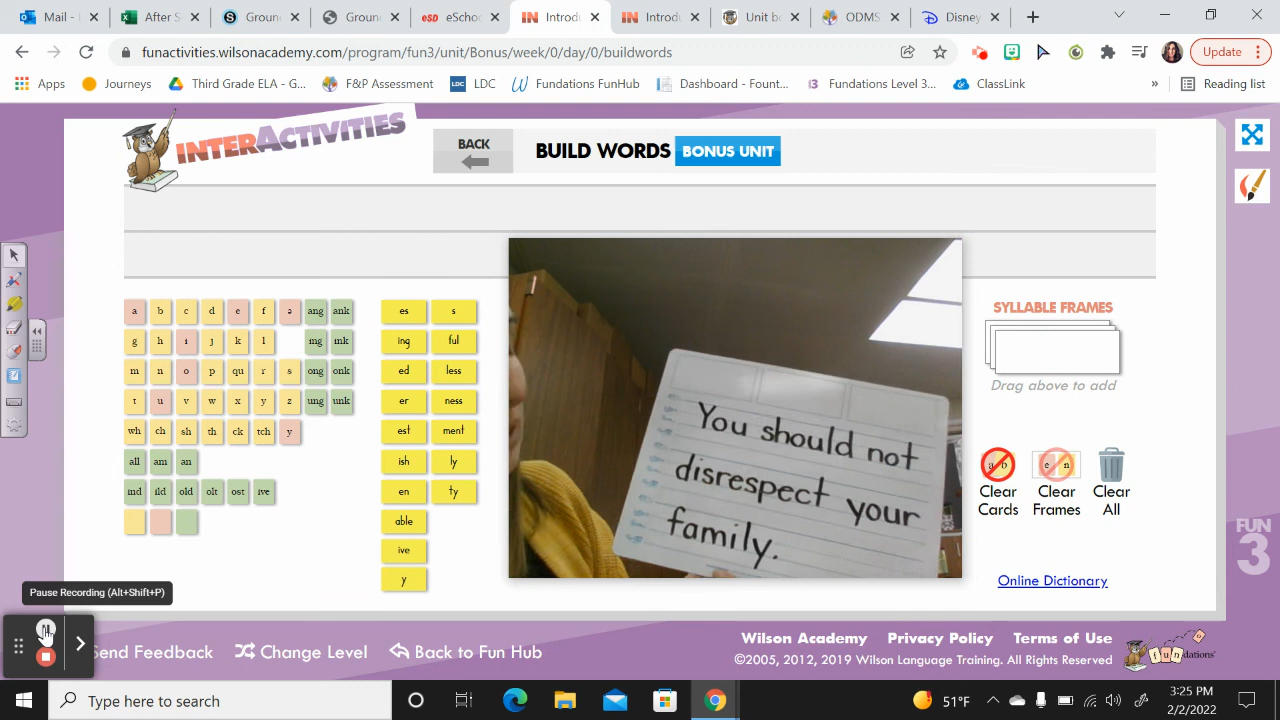 Mail -
After S
Groun
Groun
eSchoo
Introdu
Introdu
Unit bo
ODMS
Disney
funactivities.wilsonacademy.com/program/fun3/unit/Bonus/week/0/day/0/buildwords
Update
Apps
Journeys
Third Grade ELA - G...
F&P Assessment
LDC
LDC
Fundations FunHub
Dashboard - Fount...
Fundations Level 3...
ClassLink
»
Reading list
INTERACTIVITIES
BACK
BUILD WORDS BONUS UNIT
a b c d e f ə ang ank
g h i j k l ing ink
m n o p qu r s ong onk
t u v w x y z ung unk
wh ch sh th ck tch y
all am an
ind ild old olt ost ive
es s
ing ful
ed less
er ness
est ment
ish ly
en ty
able
ive
y
You should not
disrespect your
family.
SYLLABLE FRAMES
Drag above to add
a b
e n
Clear Cards
Clear Frames
Clear All
Online Dictionary
FUN
3
Pause Recording (Alt+Shift+P)
Send Feedback
Change Level
Back to Fun Hub
Wilson Academy Privacy Policy Terms of Use
©2005, 2012, 2019 Wilson Language Training. All Rights Reserved
fundations
Type here to search
51°F
3:25 PM
2/2/2022